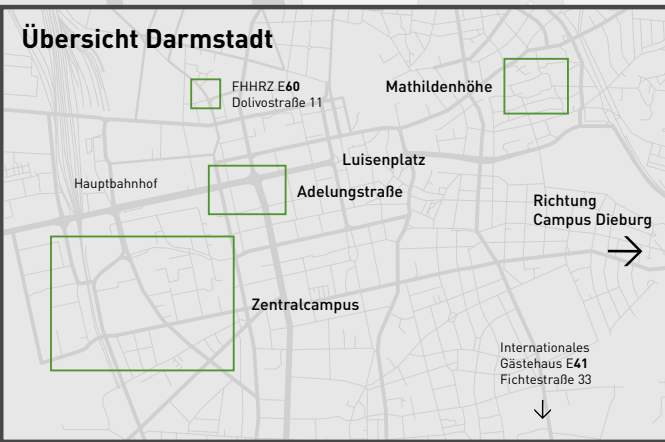 Übersicht Darmstadt
FHHRZ E60
Dolivostraße 11
Mathildenhöhe
Luisenplatz
Hauptbahnhof
Adelungstraße
Richtung
Campus Dieburg
Zentralcampus
Internationales
Gästehaus E41
Fichtestraße 33